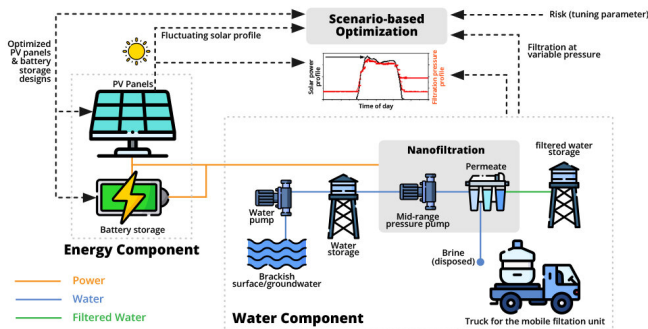 Scenario-based
Optimization
Risk (tuning parameter)
Fluctuating solar profile
Optimized
PV panels
& battery
storage
designs
Filtration at
variable pressure
Solar power
profile
Filtration pressure
profile
Time of day
PV Panels
Battery storage
Energy Component
Nanofiltration
Permeate
filtered water
storage
Water
pump
Water
storage
Mid-range
pressure pump
Brackish
surface/groundwater
Brine
(disposed)
Truck for the mobile filation unit
Water Component
Power
Water
Filtered Water